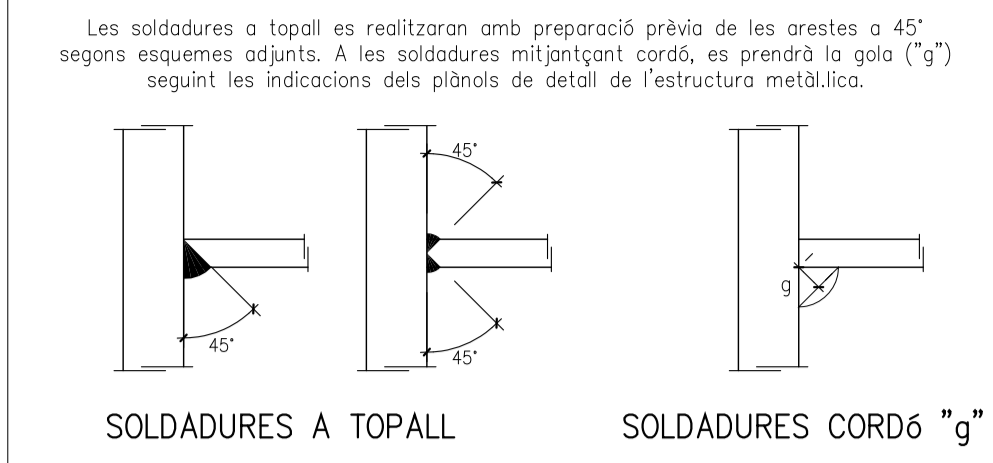 Les soldadures a topall es realitzaran amb preparació prèvia de les arestes a 45°
segons esquemes adjunts. A les soldadures mitjantçant cordó, es prendrà la gola ("g")
seguint les indicacions dels plànols de detall de l'estructura metàl.lica.
45°
45°
45°
g
SOLDADURES A TOPALL
SOLDADURES CORDó "g"